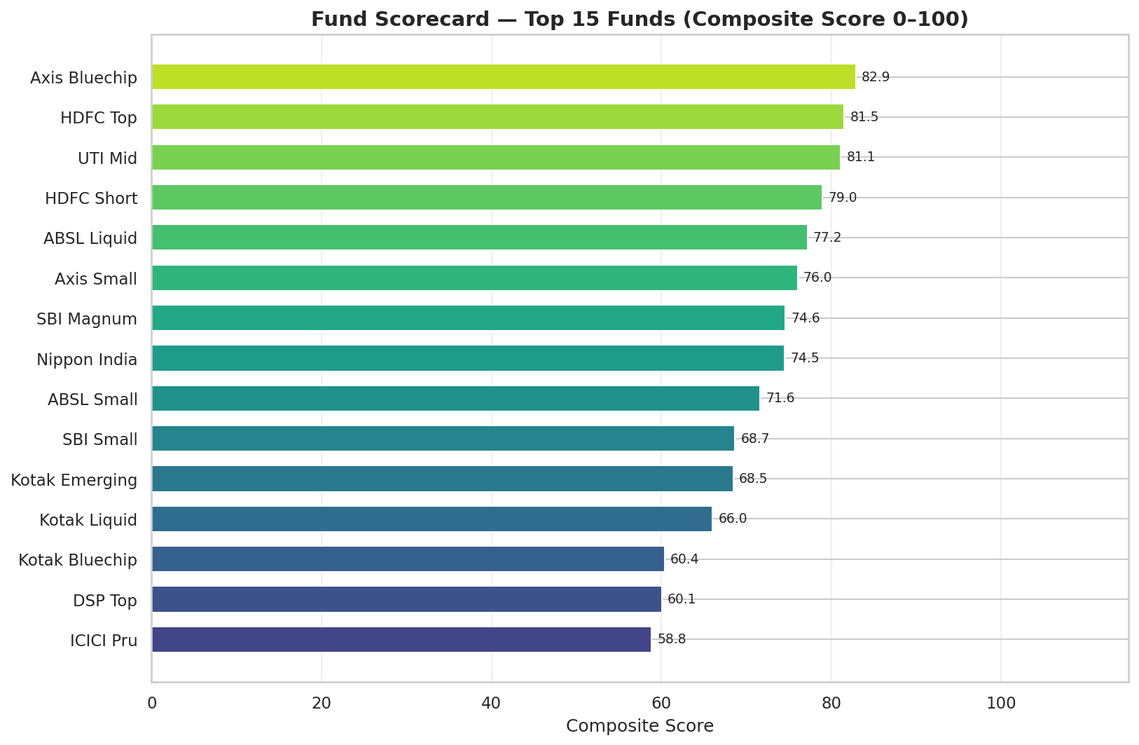 Fund Scorecard — Top 15 Funds (Composite Score 0–100)
Axis Bluechip 82.9
HDFC Top 81.5
UTI Mid 81.1
HDFC Short 79.0
ABSL Liquid 77.2
Axis Small 76.0
SBI Magnum 74.6
Nippon India 74.5
ABSL Small 71.6
SBI Small 68.7
Kotak Emerging 68.5
Kotak Liquid 66.0
Kotak Bluechip 60.4
DSP Top 60.1
ICICI Pru 58.8
0 20 40 60 80 100
Composite Score